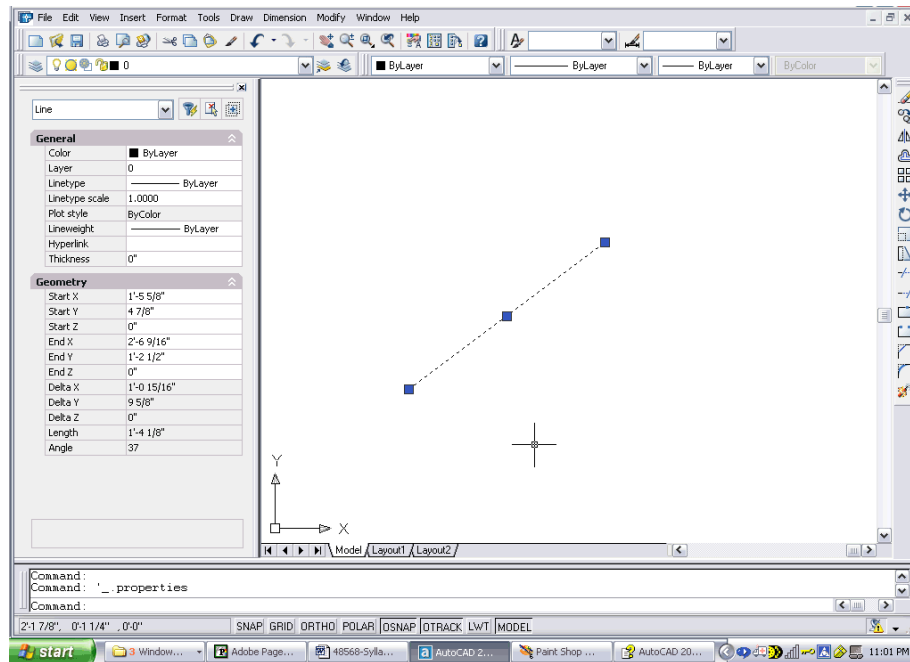 File Edit View Insert Format Tools Draw Dimension Modify Window Help
0 ByLayer ByLayer ByLayer ByColor
Line
General
Color ByLayer
Layer 0
Linetype ByLayer
Linetype scale 1.0000
Plot style ByColor
Lineweight ByLayer
Hyperlink
Thickness 0"
Geometry
Start X 1'-5 5/8"
Start Y 4 7/8"
Start Z 0"
End X 2'-6 9/16"
End Y 1'-2 1/2"
End Z 0"
Delta X 1'-0 15/16"
Delta Y 9 5/8"
Delta Z 0"
Length 1'-4 1/8"
Angle 37
Y
X
Model Layout1 Layout2
Command:
Command: '_.properties
Command:
2'-1 7/8", 0'-1 1/4" , 0'-0" SNAP GRID ORTHO POLAR OSNAP OTRACK LWT MODEL
start 3 Window... Adobe Page... 48568-Sylla... AutoCAD 2... Paint Shop ... AutoCAD 20... 11:01 PM